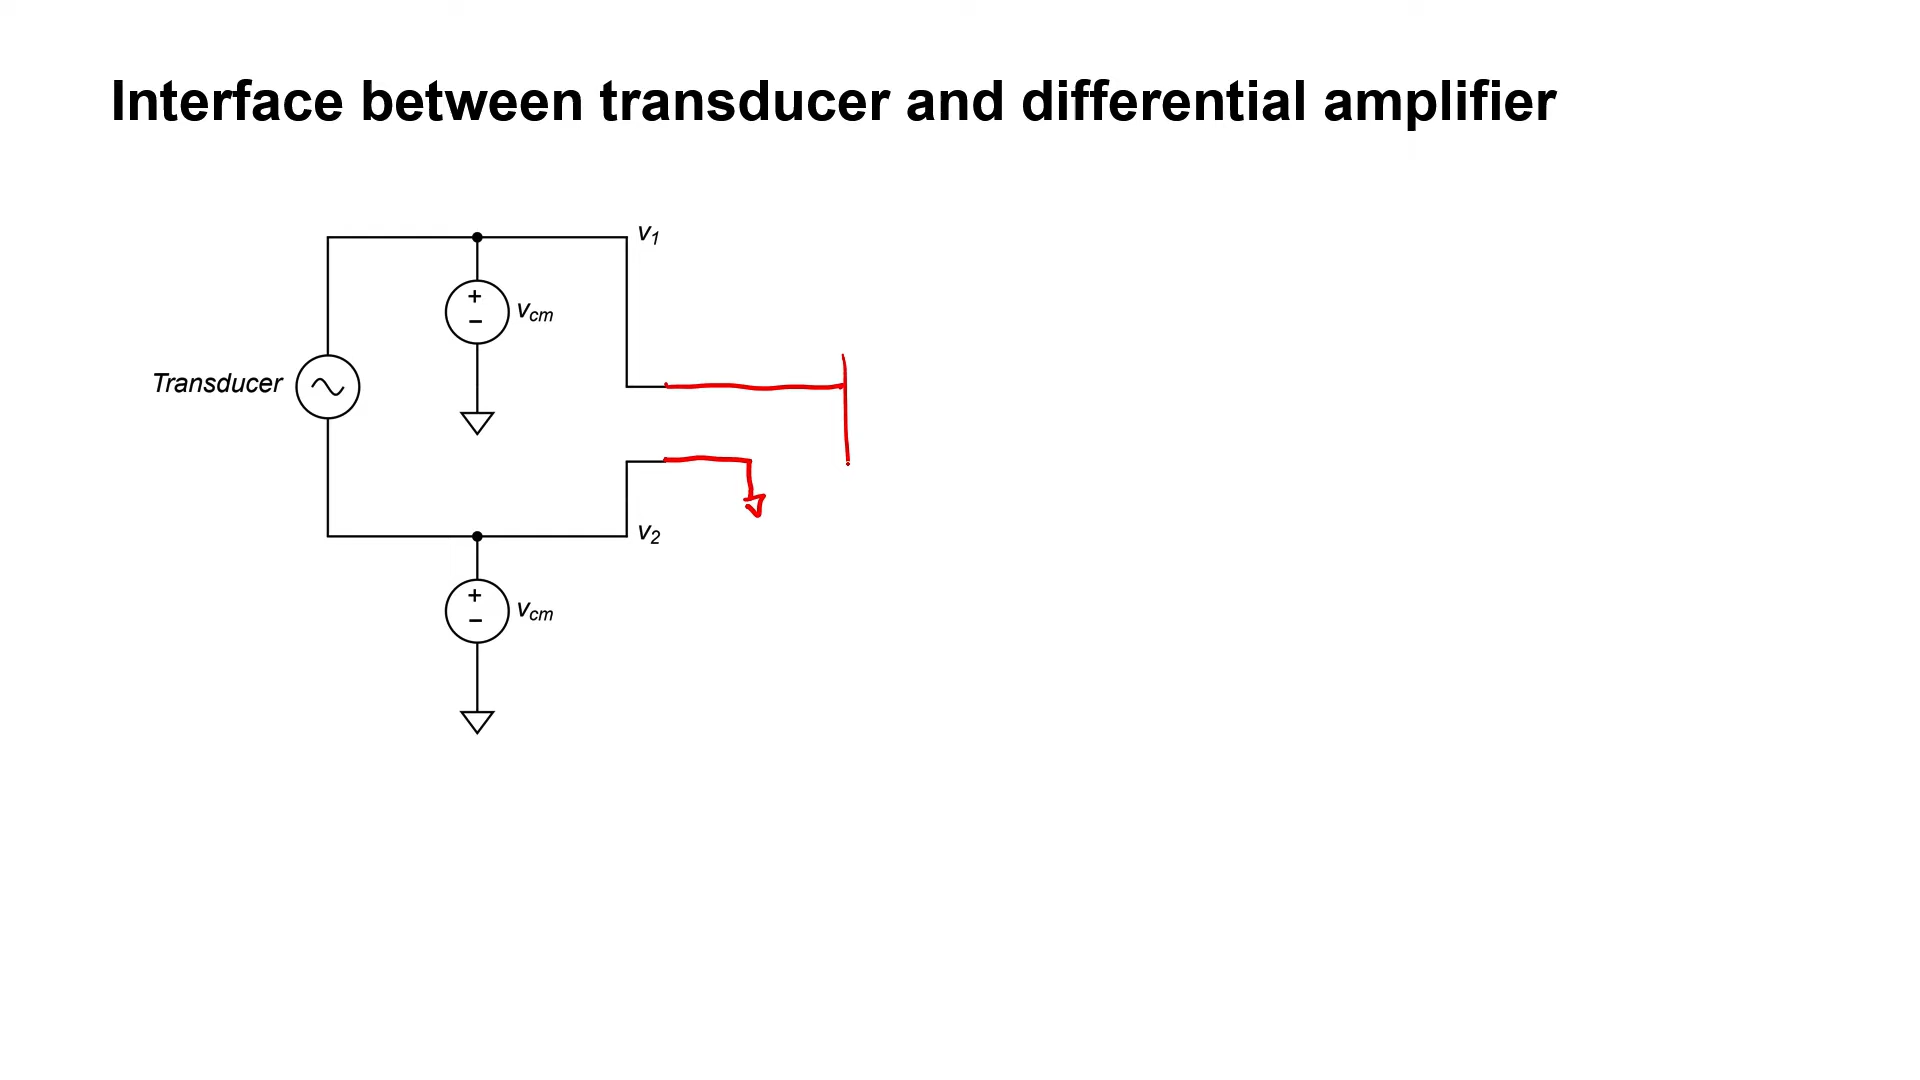 Interface between transducer and differential amplifier
v1
+
−
vcm
Transducer
v2
+
−
vcm